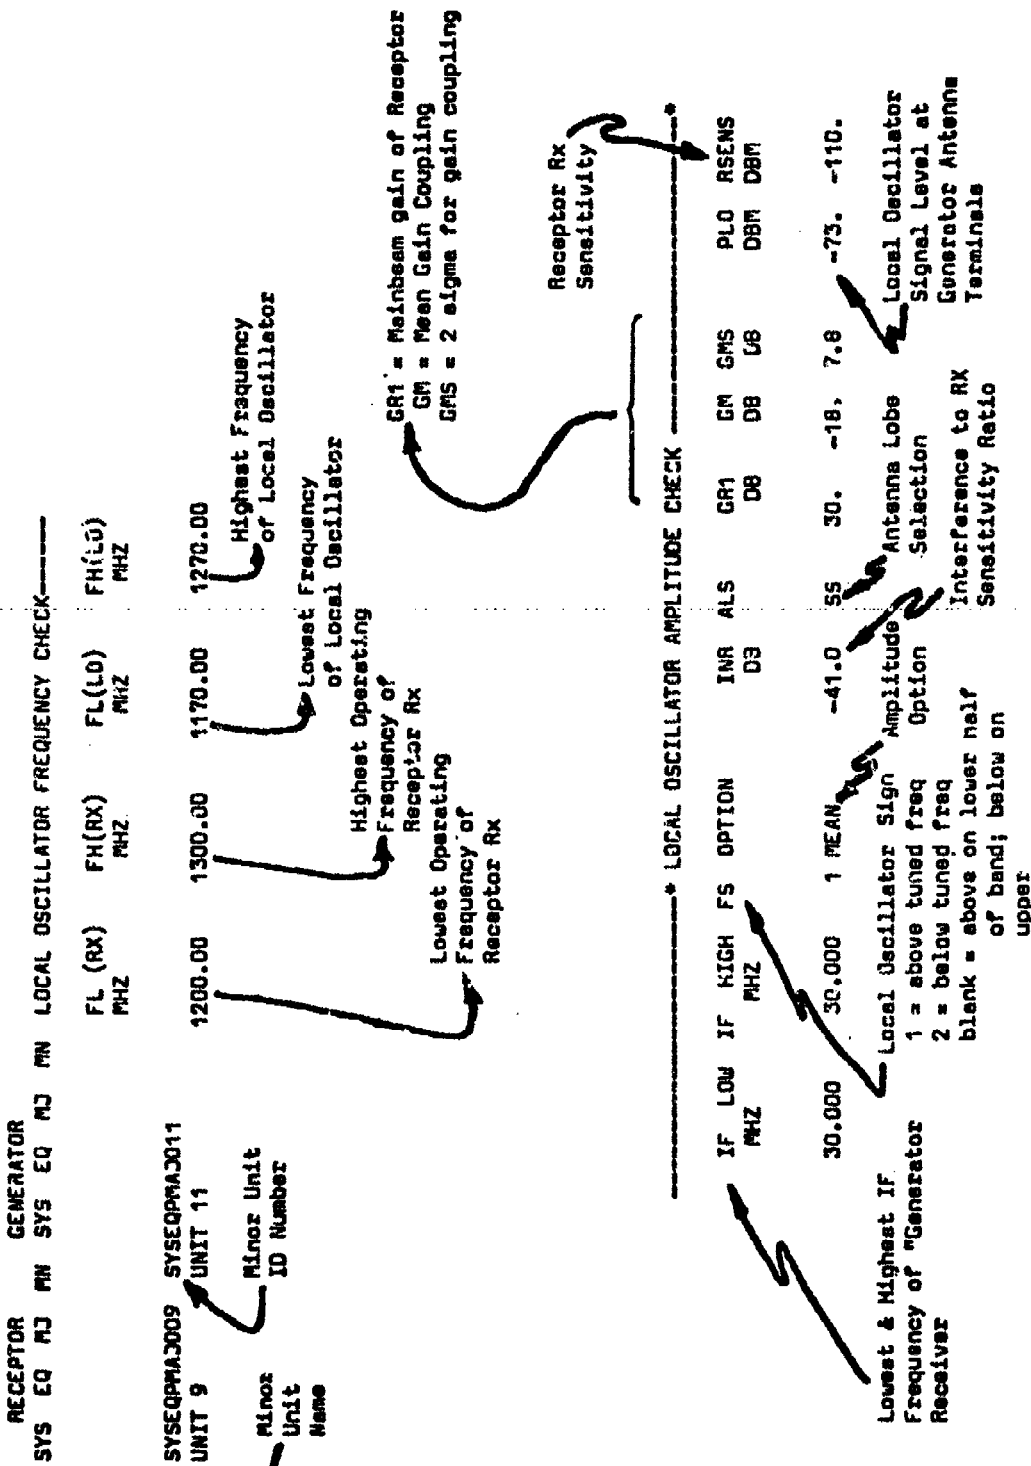 RECEPTOR GENERATOR
SYS EQ MJ MN SYS EQ MJ MN LOCAL OSCILLATOR FREQUENCY CHECK-----
FL (RX) FH(RX) FL(LO) FH(LO)
MHZ MHZ MHZ MHZ
SYSEQPMAJ009 SYSEQPMAJ011 1200.00 1300.00 1170.00 1270.00
UNIT 9 UNIT 11
Minor
Unit
Name
Minor Unit
ID Number
Lowest Operating
Frequency of
Receptor Rx
Highest Operating
Frequency of
Receptor Rx
Lowest Frequency
of Local Oscillator
Highest Frequency
of Local Oscillator
GR1 = Mainbeam gain of Receptor
GM = Mean Gain Coupling
GMS = 2 sigma for gain coupling
Receptor Rx
Sensitivity
-----* LOCAL OSCILLATOR AMPLITUDE CHECK -----*
IF LOW IF HIGH FS OPTION INR ALS GR1 GM GMS PLO RSENS
MHZ MHZ DB DB DB DB DBM DBM
30.000 30.000 1 MEAN -41.0 SS 30. -18. 7.8 -73. -110.
Lowest & Highest IF
Frequency of "Generator
Receiver
Local Oscillator Sign
1 = above tuned freq
2 = below tuned freq
blank = above on lower half
of band; below on
upper
Amplitude
Option
Antenna Lobe
Selection
Interference to RX
Sensitivity Ratio
Local Oscillator
Signal Level at
Generator Antenna
Terminals